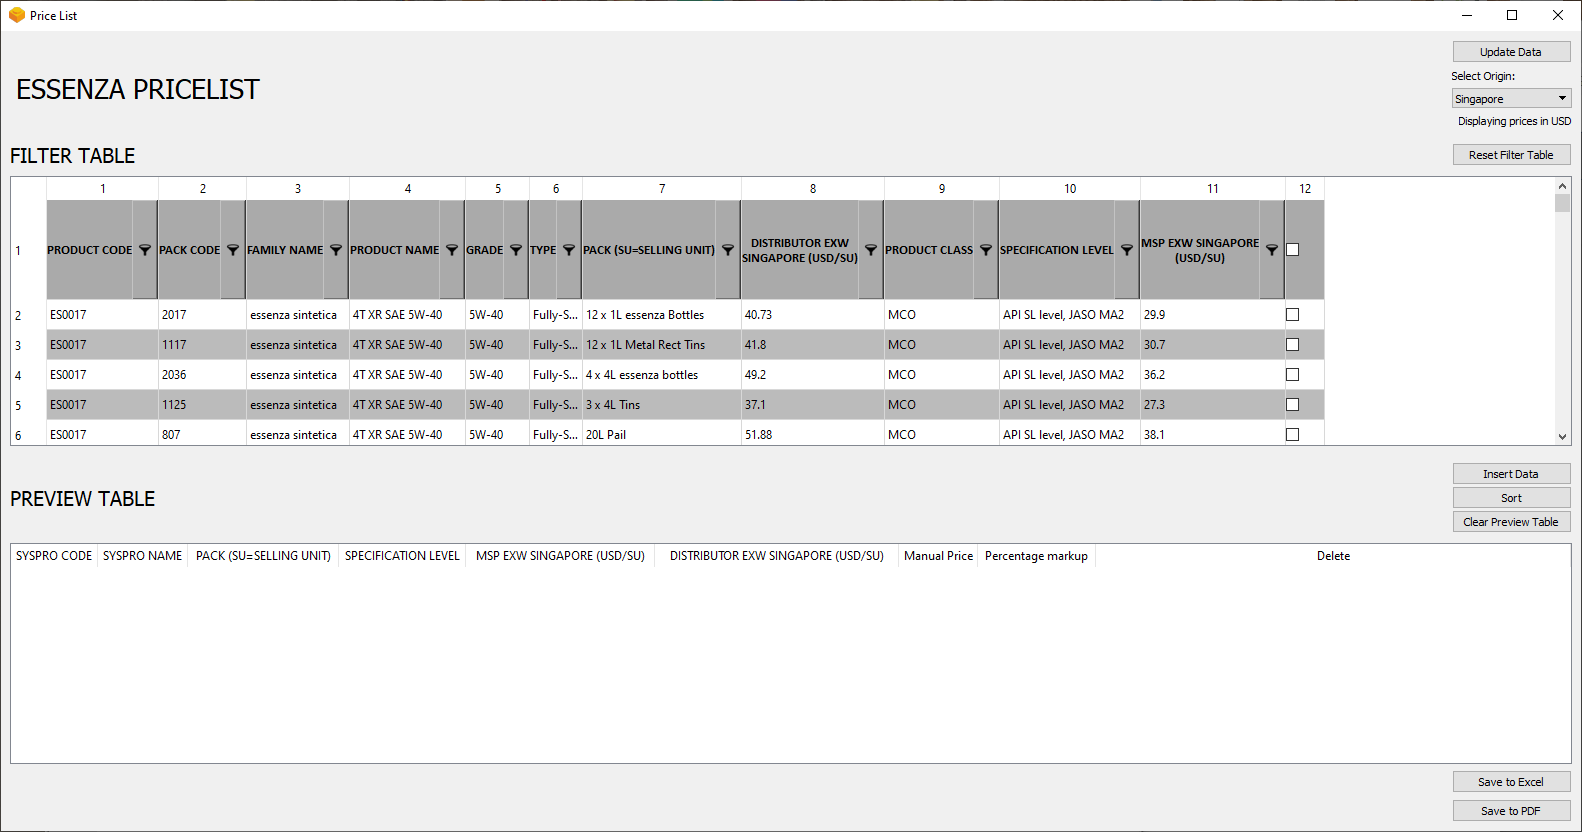 Price List
Update Data
Select Origin:
ESSENZA PRICELIST
Singapore
Displaying prices in USD
FILTER TABLE
Reset Filter Table
1 2 3 4 5 6 7 8 9 10 11 12
1 PRODUCT CODE PACK CODE FAMILY NAME PRODUCT NAME GRADE TYPE PACK (SU=SELLING UNIT) DISTRIBUTOR EXW SINGAPORE (USD/SU) PRODUCT CLASS SPECIFICATION LEVEL MSP EXW SINGAPORE (USD/SU)
2 ES0017 2017 essenza sintetica 4T XR SAE 5W-40 5W-40 Fully-S... 12 x 1L essenza Bottles 40.73 MCO API SL level, JASO MA2 29.9
3 ES0017 1117 essenza sintetica 4T XR SAE 5W-40 5W-40 Fully-S... 12 x 1L Metal Rect Tins 41.8 MCO API SL level, JASO MA2 30.7
4 ES0017 2036 essenza sintetica 4T XR SAE 5W-40 5W-40 Fully-S... 4 x 4L essenza bottles 49.2 MCO API SL level, JASO MA2 36.2
5 ES0017 1125 essenza sintetica 4T XR SAE 5W-40 5W-40 Fully-S... 3 x 4L Tins 37.1 MCO API SL level, JASO MA2 27.3
6 ES0017 807 essenza sintetica 4T XR SAE 5W-40 5W-40 Fully-S... 20L Pail 51.88 MCO API SL level, JASO MA2 38.1
Insert Data
PREVIEW TABLE
Sort
Clear Preview Table
SYSPRO CODE SYSPRO NAME PACK (SU=SELLING UNIT) SPECIFICATION LEVEL MSP EXW SINGAPORE (USD/SU) DISTRIBUTOR EXW SINGAPORE (USD/SU) Manual Price Percentage markup Delete
Save to Excel
Save to PDF